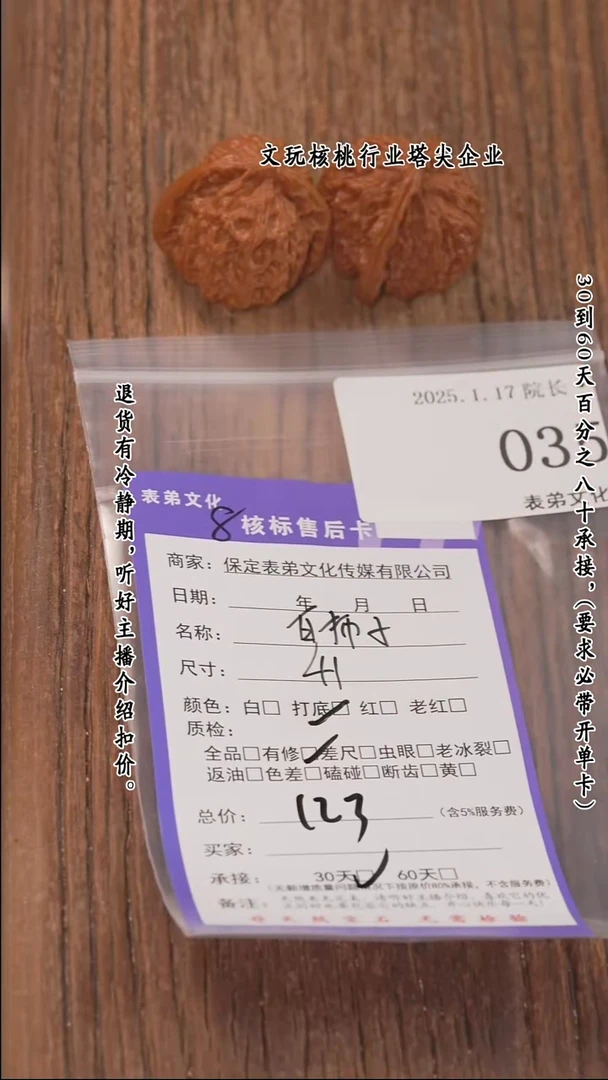 文玩核桃行业塔尖企业
30到60天百分之八十承接，（要求必带开单卡）
退货有冷静期，听好主播介绍扣价。
2025.1.17 院长
035
表弟文化
表弟文化
8 核标售后卡
商家：保定表弟文化传媒有限公司
日期： 年 月 日
名称： 百柿子
尺寸： 41
颜色：白□ 打底☑ 红□ 老红□
质检：
全品□有修☑差尺□虫眼□老冰裂□
返油□色差□磕碰□断齿□黄□
总价： 123 （含5%服务费）
买家：
承接： 30天☑ 60天□
备注：